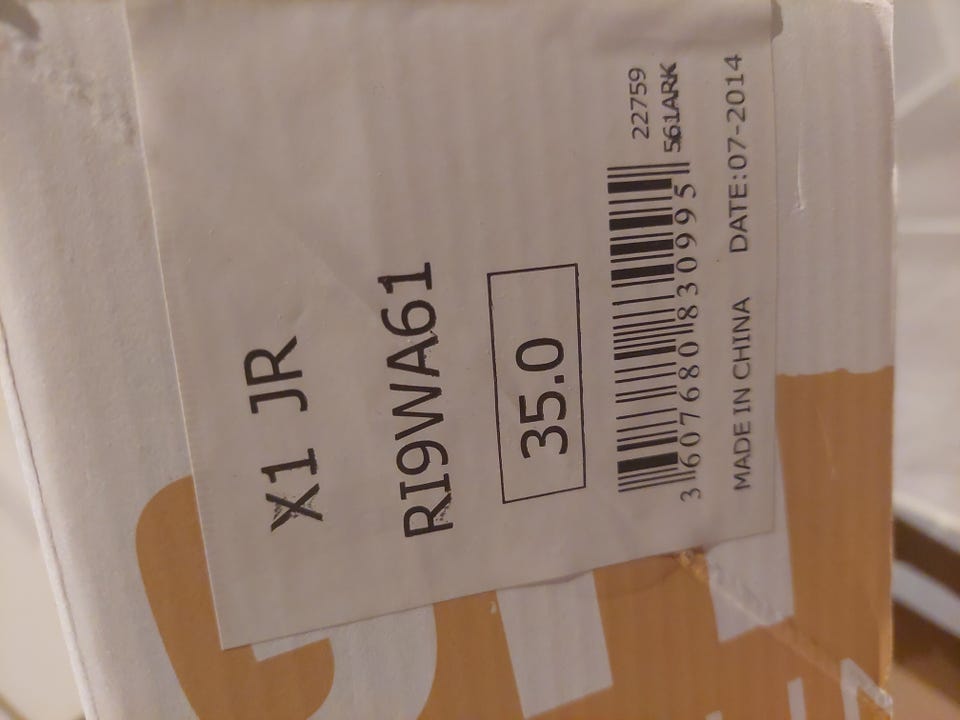 X1 JR
RI9WA61
35.0
22759
561ARK
3 607680 830995
MADE IN CHINA DATE:07-2014